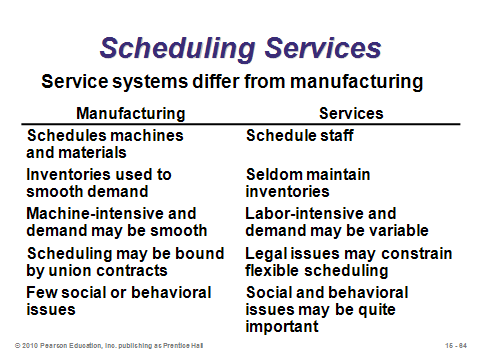 Scheduling Services
Service systems differ from manufacturing
Manufacturing Services
Schedules machines Schedule staff
and materials
Inventories used to Seldom maintain
smooth demand inventories
Machine-intensive and Labor-intensive and
demand may be smooth demand may be variable
Scheduling may be bound Legal issues may constrain
by union contracts flexible scheduling
Few social or behavioral Social and behavioral
issues issues may be quite
important
© 2010 Pearson Education, Inc. publishing as Prentice Hall 15 - 64